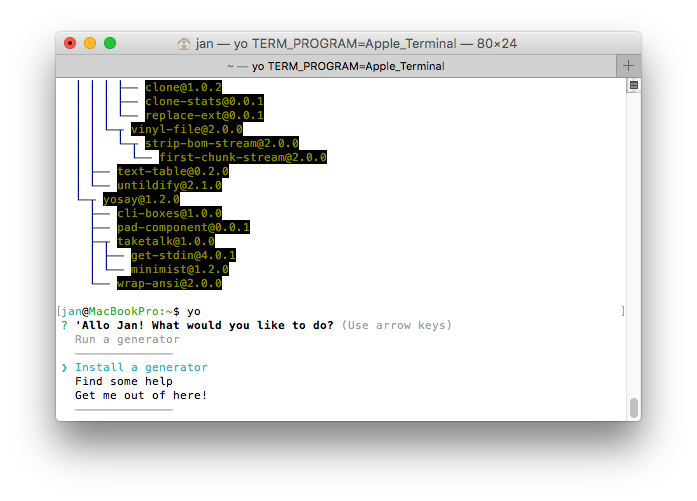 jan — yo TERM_PROGRAM=Apple_Terminal — 80×24
~ — yo TERM_PROGRAM=Apple_Terminal
clone@1.0.2
clone-stats@0.0.1
replace-ext@0.0.1
vinyl-file@2.0.0
strip-bom-stream@2.0.0
first-chunk-stream@2.0.0
text-table@0.2.0
untildify@2.1.0
yosay@1.2.0
cli-boxes@1.0.0
pad-component@0.0.1
taketalk@1.0.0
get-stdin@4.0.1
minimist@1.2.0
wrap-ansi@2.0.0
[jan@MacBookPro:~$ yo ]
? 'Allo Jan! What would you like to do? (Use arrow keys)
Run a generator
❯ Install a generator
Find some help
Get me out of here!